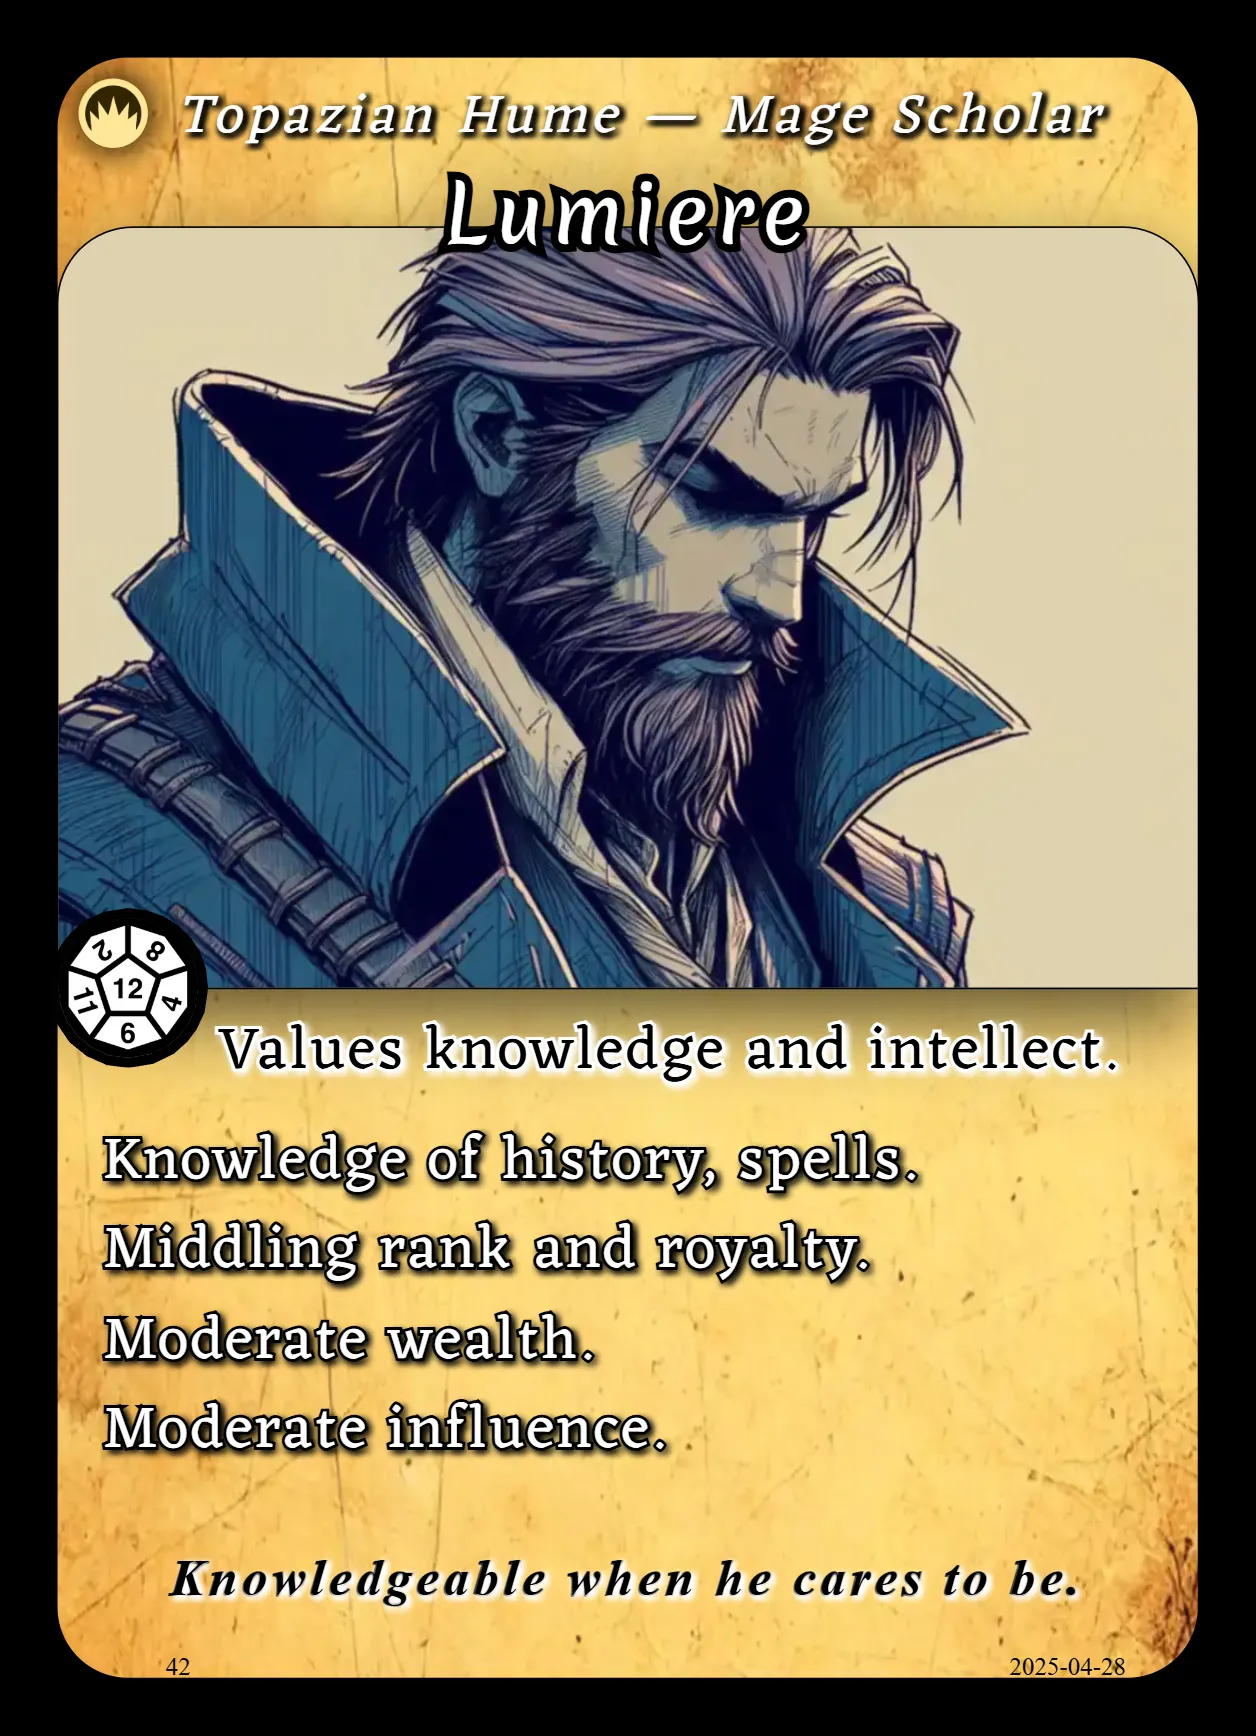 Topazian Hume — Mage Scholar
Lumiere
2 8
11 12 4
6
Values knowledge and intellect.
Knowledge of history, spells.
Middling rank and royalty.
Moderate wealth.
Moderate influence.
Knowledgeable when he cares to be.
42 2025-04-28